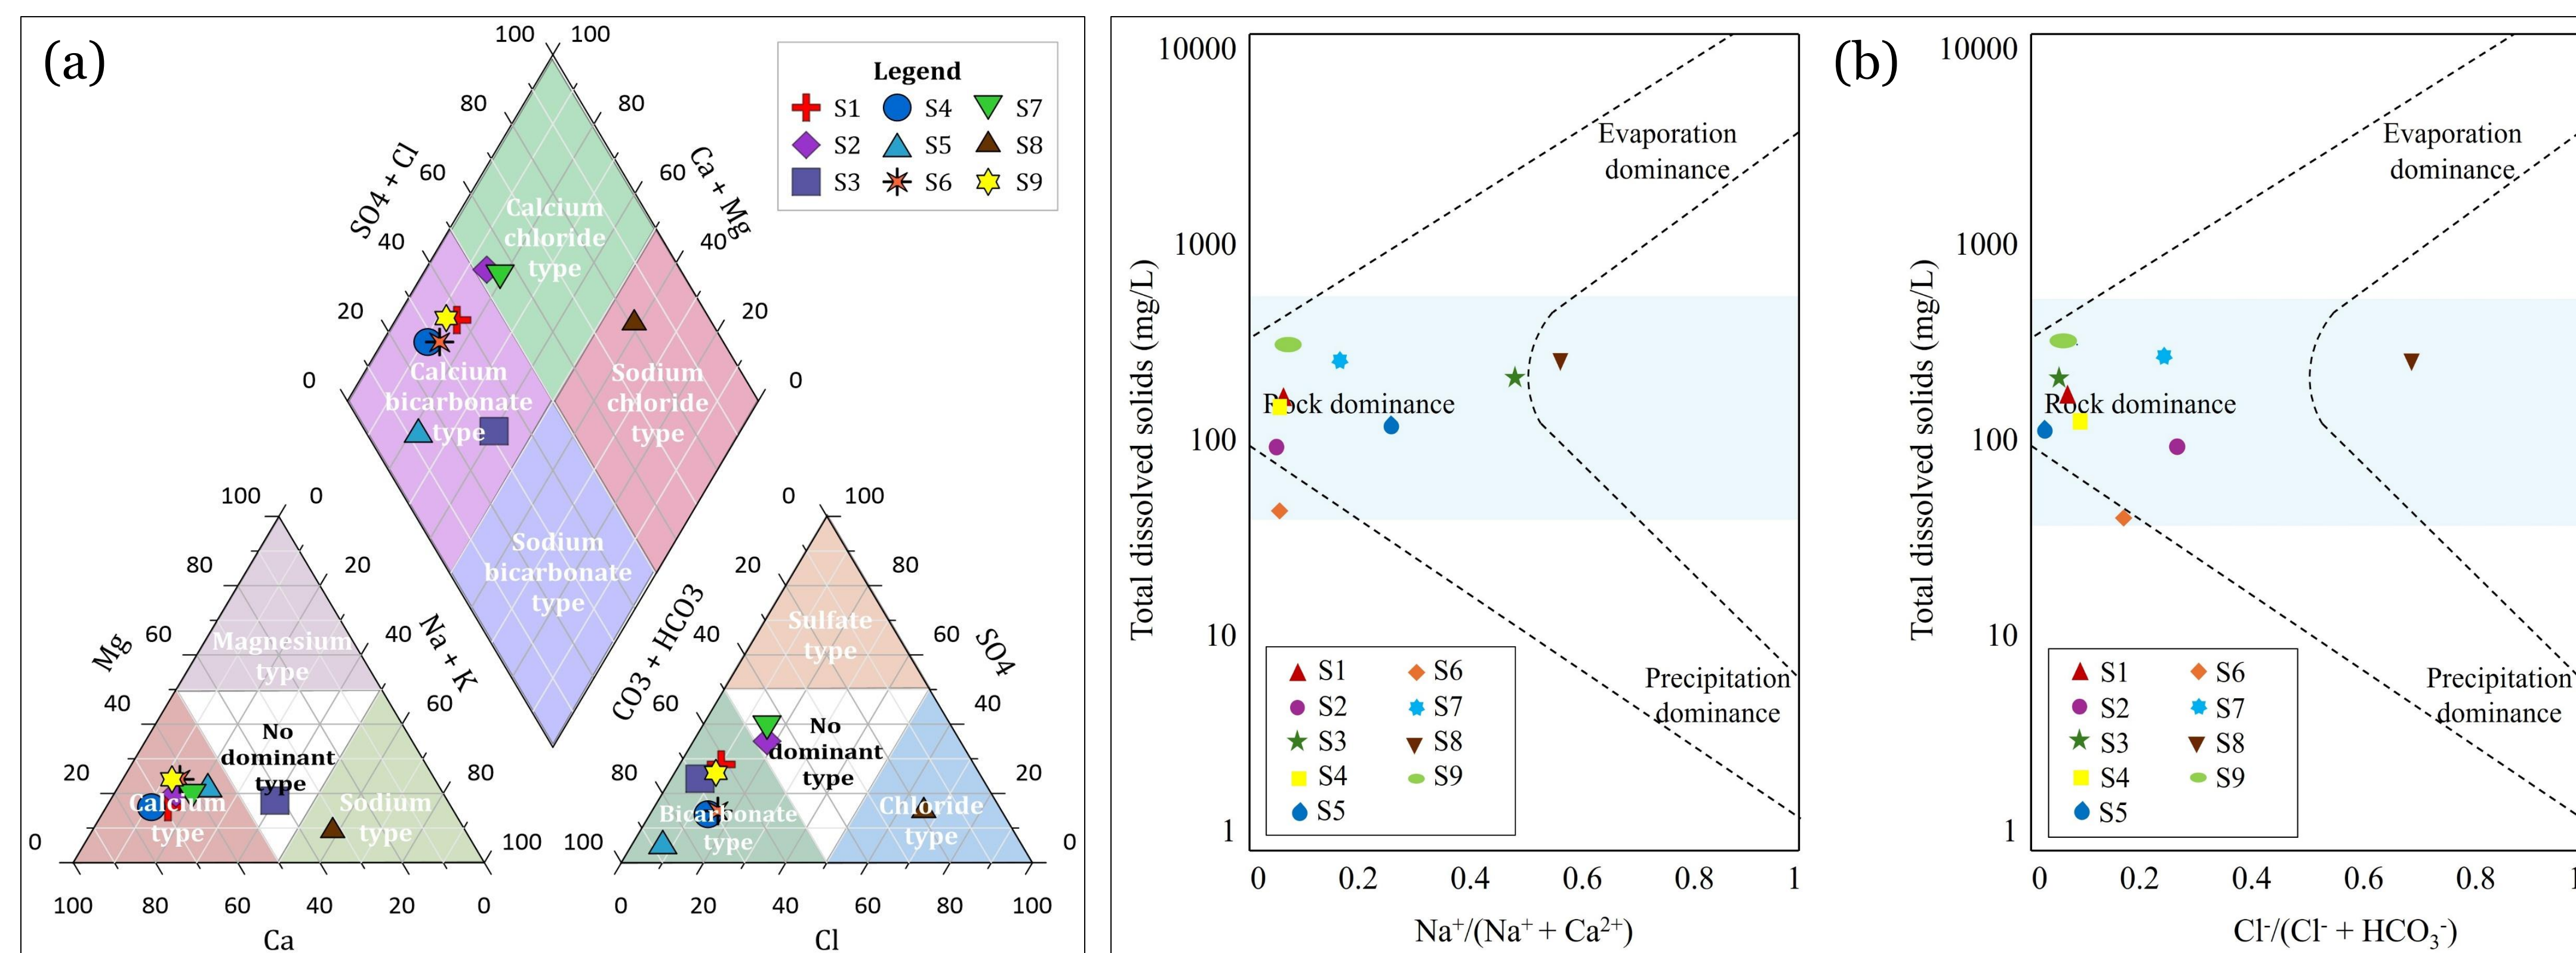 (a)
100 100
80 80
60 60
40 40
20 20
0 0
SO4 + Cl
Ca + Mg
Legend
S1 S4 S7
S2 S5 S8
S3 S6 S9
Calcium
chloride
type
Calcium
bicarbonate
type
Sodium
chloride
type
Sodium
bicarbonate
type
100 0
80 20
60 40
40 60
20 80
0 100
Mg
Na + K
Magnesium
type
No
dominant
type
Calcium
type
Sodium
type
100 80 60 40 20 0
Ca
0 100
20 80
40 60
60 40
80 20
100 0
CO3 + HCO3
SO4
Sulfate
type
No
dominant
type
Bicarbonate
type
Chloride
type
0 20 40 60 80 100
Cl
10000
1000
100
10
1
Total dissolved solids (mg/L)
Evaporation
dominance
Rock dominance
Precipitation
dominance
S1 S6
S2 S7
S3 S8
S4 S9
S5
0 0.2 0.4 0.6 0.8 1
Na⁺/(Na⁺ + Ca²⁺)
(b)
10000
1000
100
10
1
Total dissolved solids (mg/L)
Evaporation
dominance
Rock dominance
Precipitation
dominance
S1 S6
S2 S7
S3 S8
S4 S9
S5
0 0.2 0.4 0.6 0.8 1
Cl⁻/(Cl⁻ + HCO₃⁻)